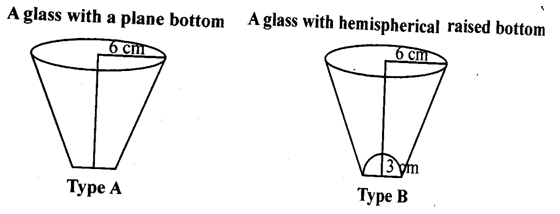 A glass with a plane bottom
A glass with hemispherical raised bottom
6 cm
6 cm
3 cm
Type A
Type B